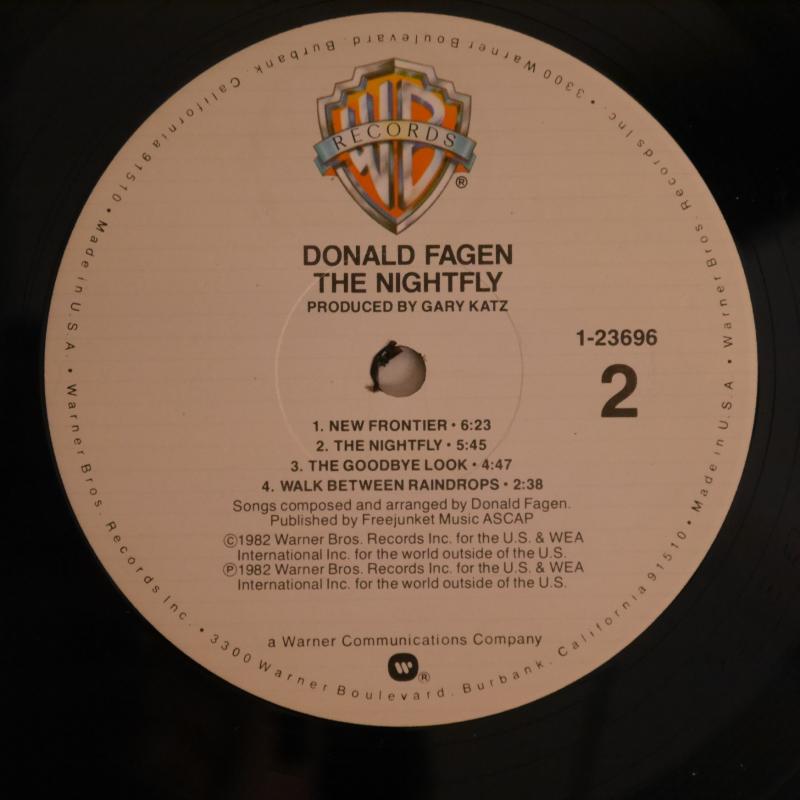 WB
RECORDS
®
DONALD FAGEN
THE NIGHTFLY
PRODUCED BY GARY KATZ
1-23696
2
1. NEW FRONTIER • 6:23
2. THE NIGHTFLY • 5:45
3. THE GOODBYE LOOK • 4:47
4. WALK BETWEEN RAINDROPS • 2:38
Songs composed and arranged by Donald Fagen.
Published by Freejunket Music ASCAP
©1982 Warner Bros. Records Inc. for the U.S. & WEA
International Inc. for the world outside of the U.S.
℗1982 Warner Bros. Records Inc. for the U.S. & WEA
International Inc. for the world outside of the U.S.
a Warner Communications Company
W®
Warner Bros. Records Inc. • 3300 Warner Boulevard. Burbank. California 91510 • Made in U.S.A. • Warner Bros. Records Inc. • 3300 Warner Boulevard. Burbank. California 91510 • Made in U.S.A. •